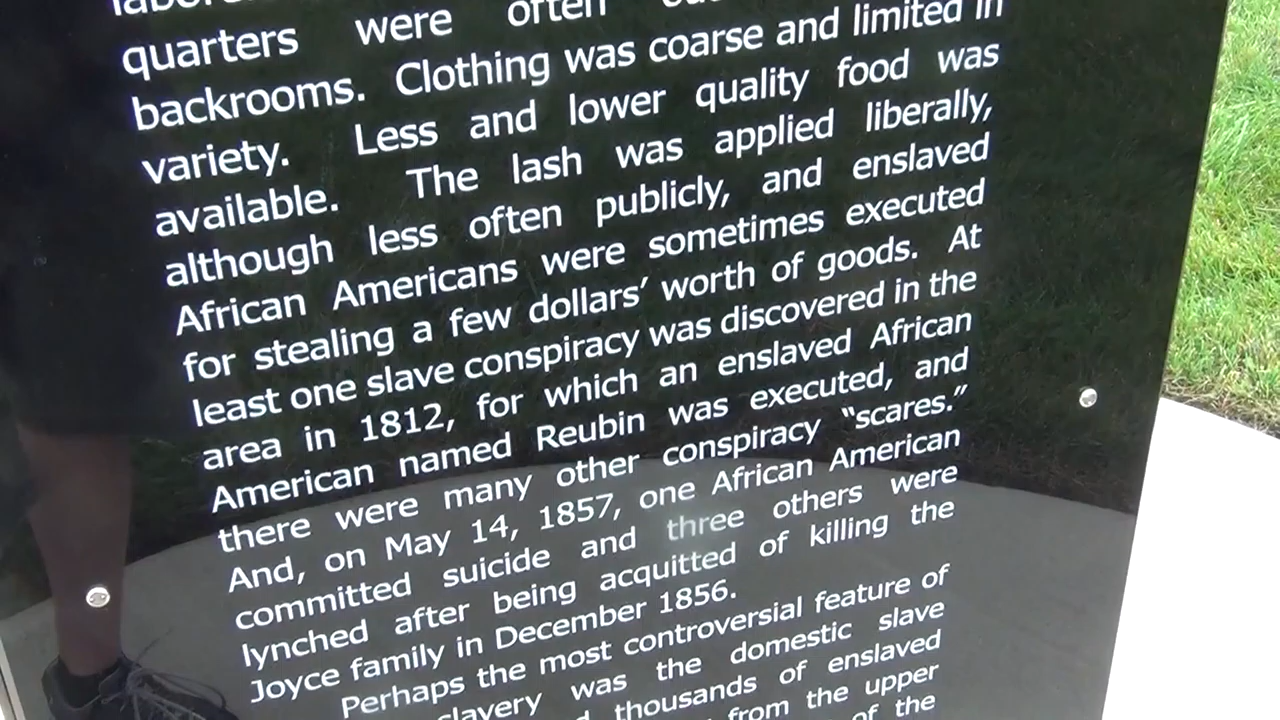 quarters were often
backrooms. Clothing was coarse and limited in
variety. Less and lower quality food was
available. The lash was applied liberally,
although less often publicly, and enslaved
African Americans were sometimes executed
for stealing a few dollars’ worth of goods. At
least one slave conspiracy was discovered in the
area in 1812, for which an enslaved African
American named Reubin was executed, and
there were many other conspiracy “scares.”
And, on May 14, 1857, one African American
committed suicide and three others were
lynched after being acquitted of killing the
Joyce family in December 1856.
Perhaps the most controversial feature of
slavery was the domestic slave
thousands of enslaved
from the upper
of the